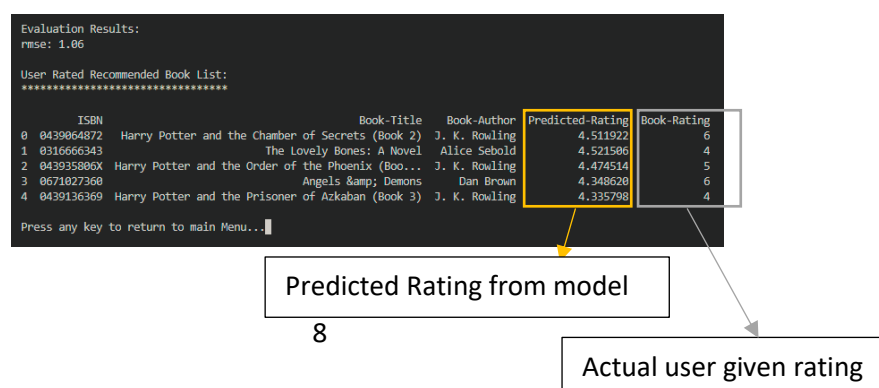 Evaluation Results:
rmse: 1.06
User Rated Recommended Book List:
*********************************
ISBN Book-Title Book-Author Predicted-Rating Book-Rating
0 0439064872 Harry Potter and the Chamber of Secrets (Book 2) J. K. Rowling 4.511922 6
1 0316666343 The Lovely Bones: A Novel Alice Sebold 4.521506 4
2 043935806X Harry Potter and the Order of the Phoenix (Boo... J. K. Rowling 4.474514 5
3 0671027360 Angels &amp; Demons Dan Brown 4.348620 6
4 0439136369 Harry Potter and the Prisoner of Azkaban (Book 3) J. K. Rowling 4.335798 4
Press any key to return to main Menu...
Predicted Rating from model
8
Actual user given rating